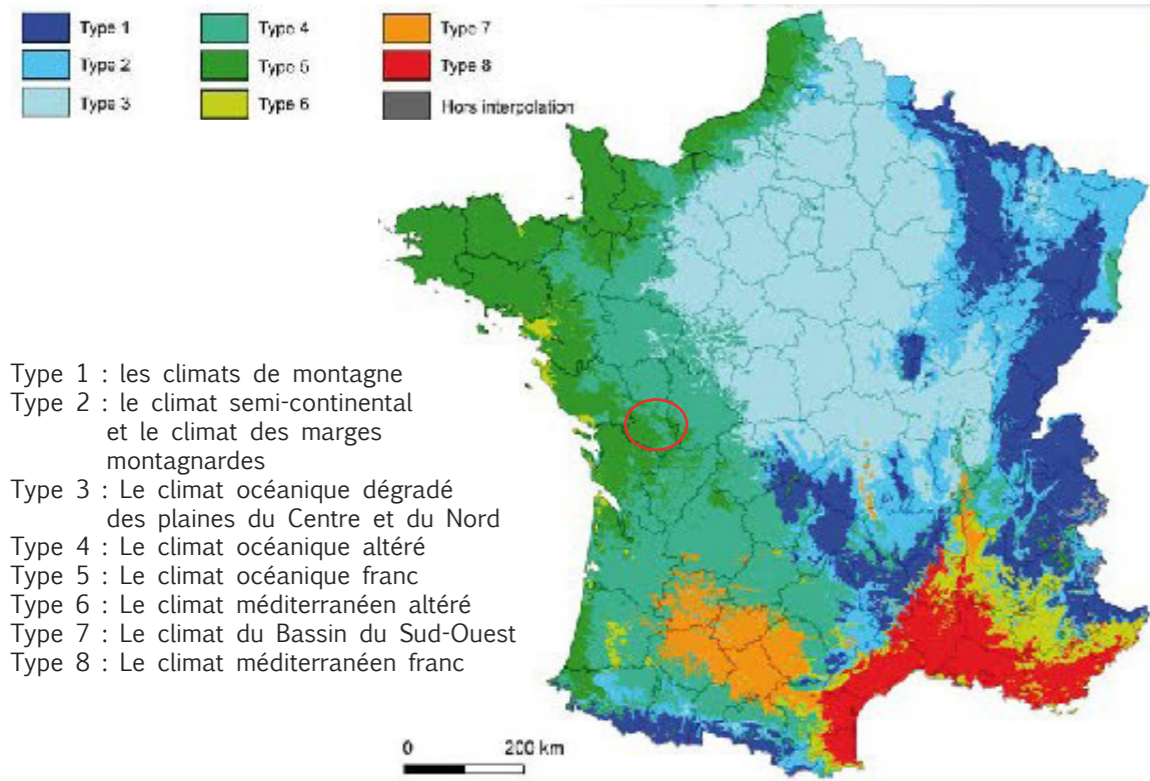 Type 1
Type 2
Type 3
Type 4
Type 5
Type 6
Type 7
Type 8
Hors interpolation
Type 1 : les climats de montagne
Type 2 : le climat semi-continental
et le climat des marges
montagnardes
Type 3 : Le climat océanique dégradé
des plaines du Centre et du Nord
Type 4 : Le climat océanique altéré
Type 5 : Le climat océanique franc
Type 6 : Le climat méditerranéen altéré
Type 7 : Le climat du Bassin du Sud-Ouest
Type 8 : Le climat méditerranéen franc
0 200 km